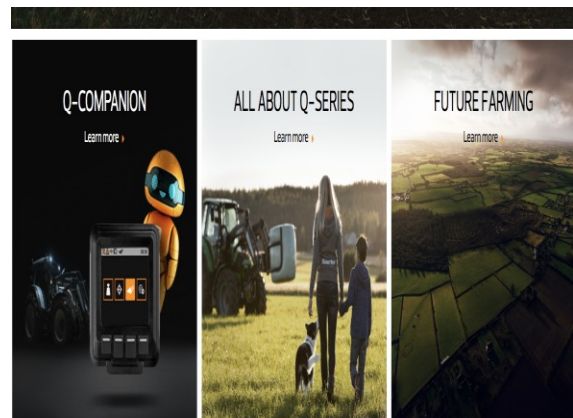 Q-COMPANION
Learn more
ALL ABOUT Q-SERIES
Learn more
FUTURE FARMING
Learn more